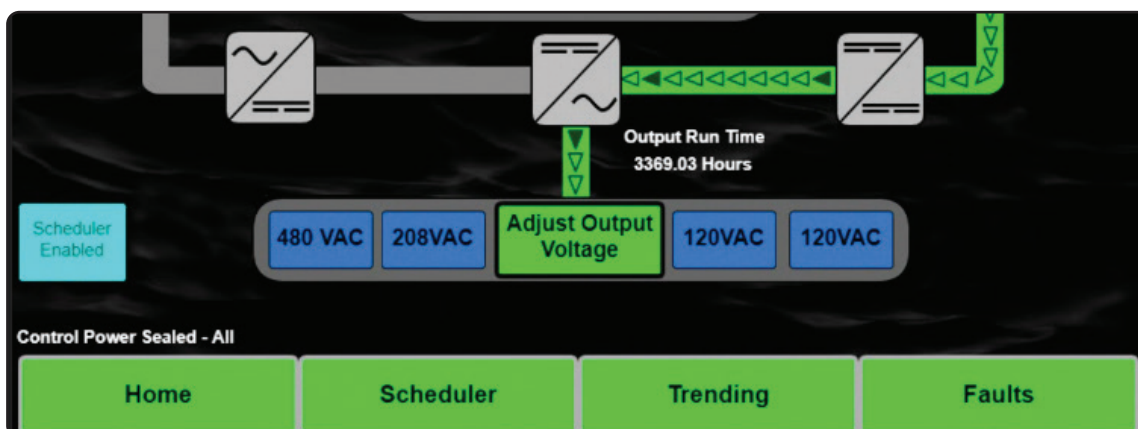 Output Run Time
3369.03 Hours
Scheduler
Enabled
480 VAC
208VAC
Adjust Output
Voltage
120VAC
120VAC
Control Power Sealed - All
Home
Scheduler
Trending
Faults